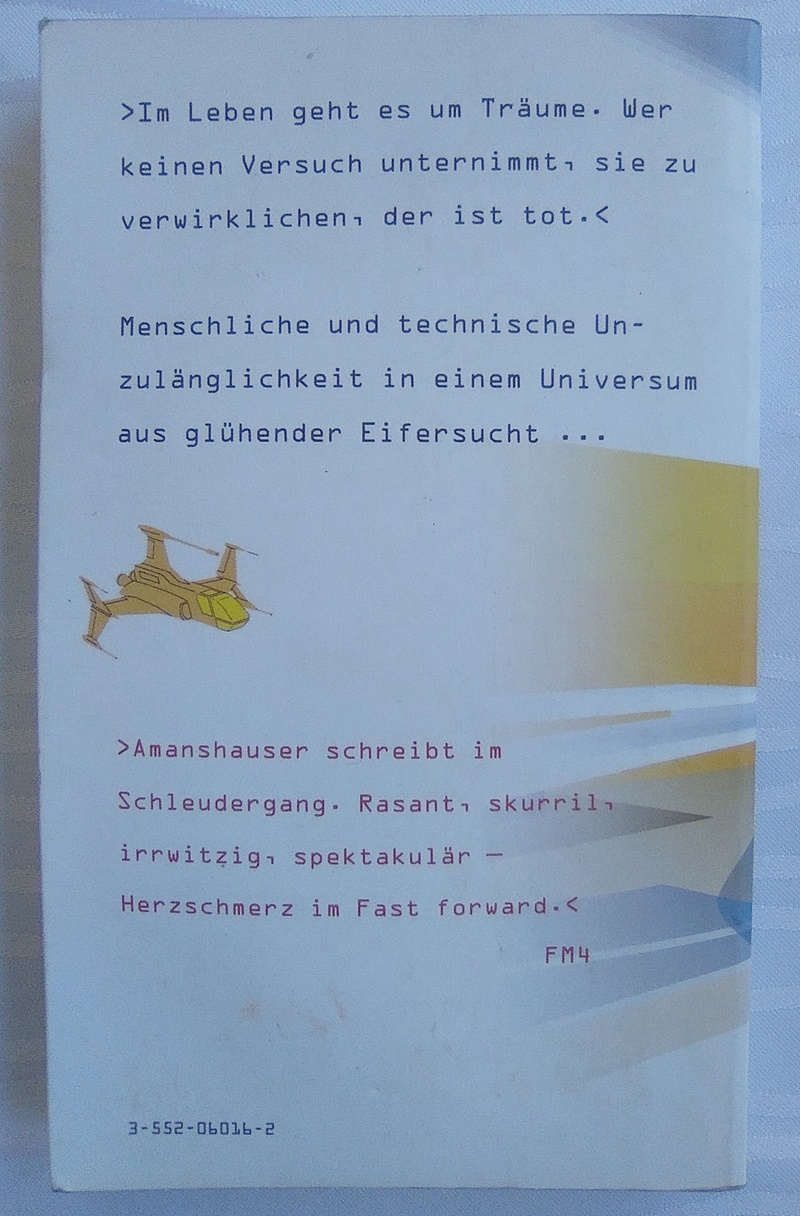 >Im Leben geht es um Träume. Wer
keinen Versuch unternimmt, sie zu
verwirklichen, der ist tot.<
Menschliche und technische Un-
zulänglichkeit in einem Universum
aus glühender Eifersucht ...
>Amanshauser schreibt im
Schleudergang. Rasant, skurril,
irrwitzig, spektakulär —
Herzschmerz im Fast forward.<
FM4
3-552-06016-2